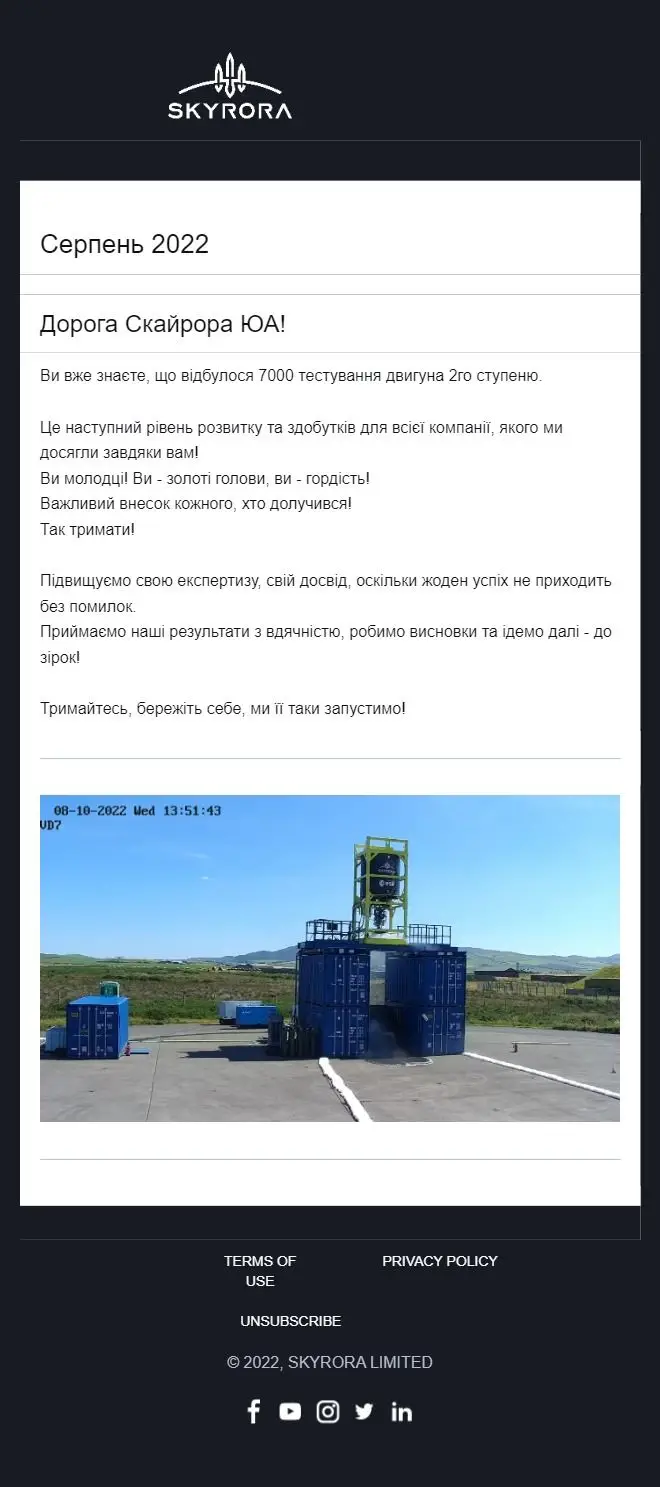 SKYRORA
Серпень 2022
Дорога Скайрора ЮА!
Ви вже знаєте, що відбулося 7000 тестування двигуна 2го ступеню.
Це наступний рівень розвитку та здобутків для всієї компанії, якого ми
досягли завдяки вам!
Ви молодці! Ви - золоті голови, ви - гордість!
Важливий внесок кожного, хто долучився!
Так тримати!
Підвищуємо свою експертизу, свій досвід, оскільки жоден успіх не приходить
без помилок.
Приймаємо наші результати з вдячністю, робимо висновки та ідемо далі - до
зірок!
Тримайтесь, бережіть себе, ми її таки запустимо!
08-10-2022 Wed 13:51:43
VD7
TERMS OF
USE
PRIVACY POLICY
UNSUBSCRIBE
© 2022, SKYRORA LIMITED